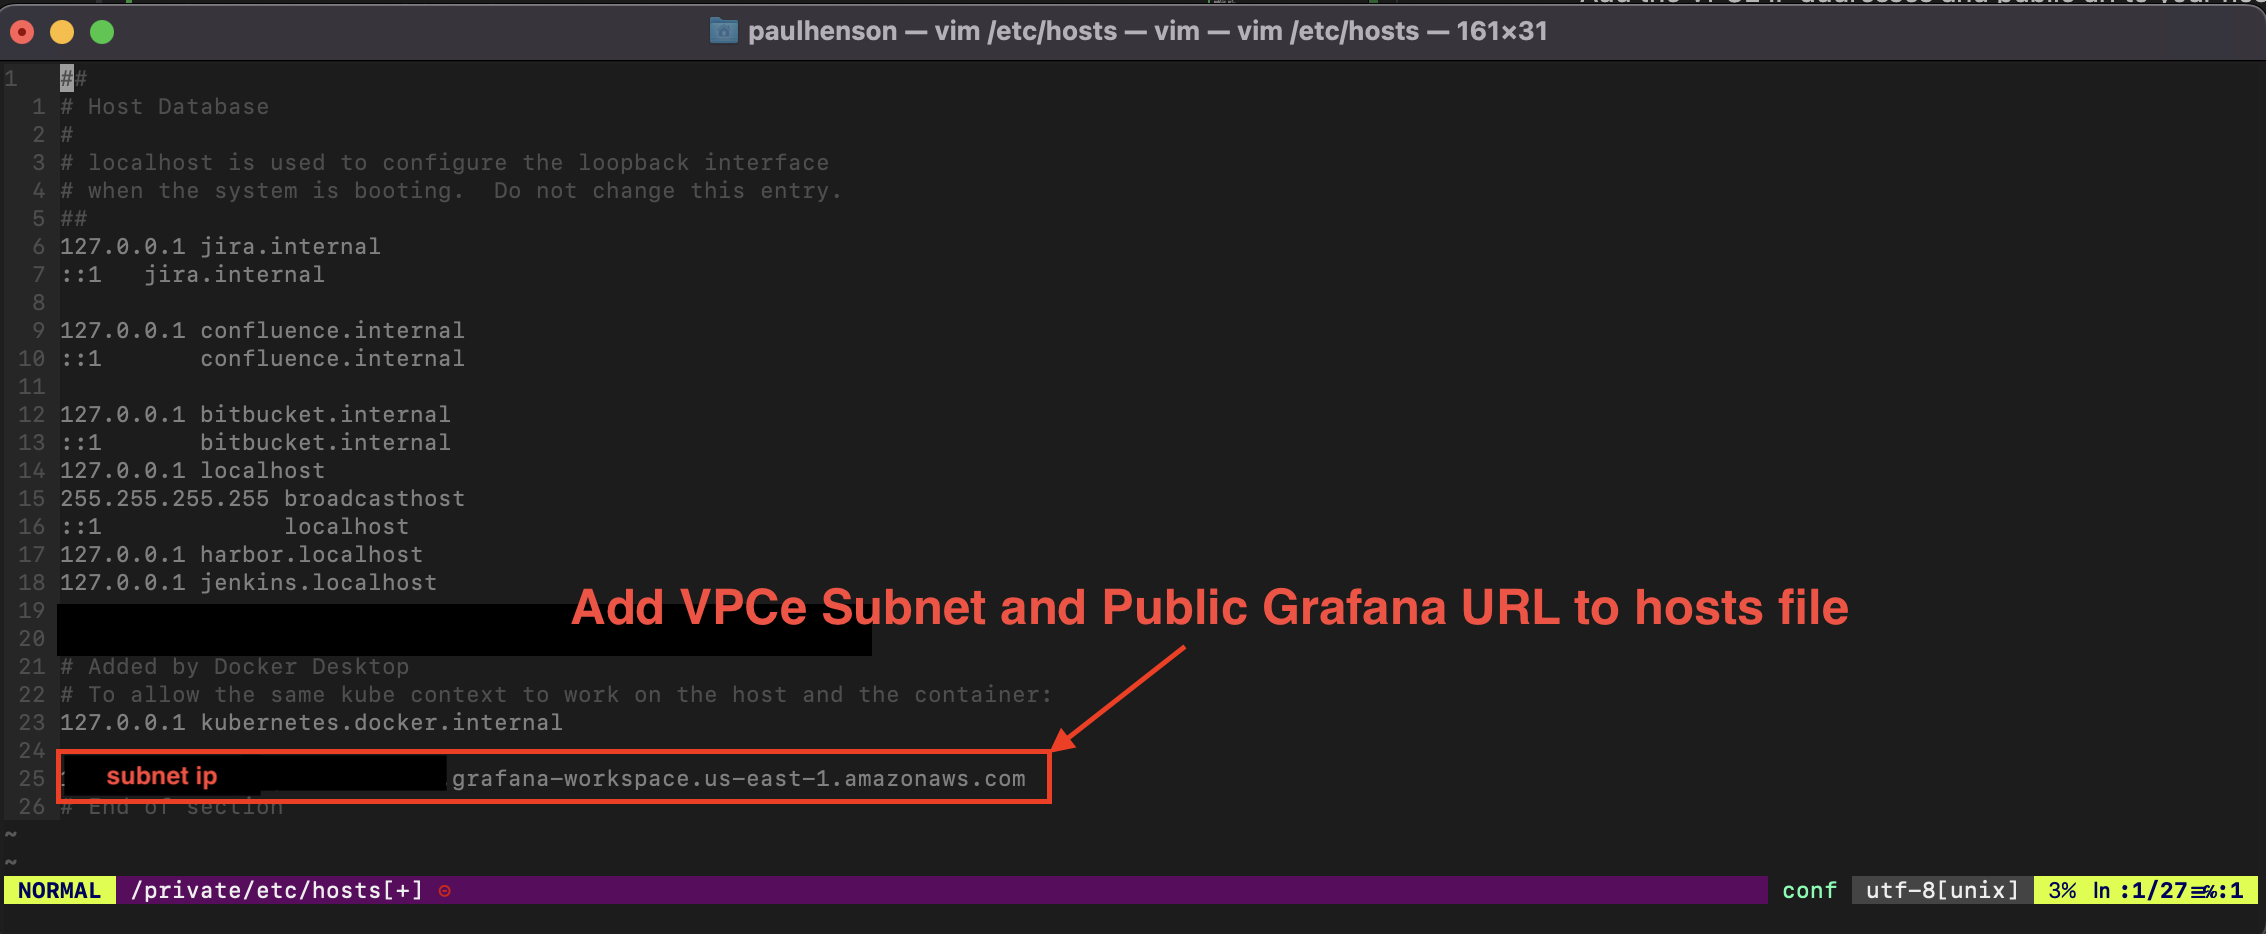 paulhenson — vim /etc/hosts — vim — vim /etc/hosts — 161×31
1 ##
1 # Host Database
2 #
3 # localhost is used to configure the loopback interface
4 # when the system is booting.  Do not change this entry.
5 ##
6 127.0.0.1 jira.internal
7 ::1   jira.internal
8
9 127.0.0.1 confluence.internal
10 ::1       confluence.internal
11
12 127.0.0.1 bitbucket.internal
13 ::1       bitbucket.internal
14 127.0.0.1 localhost
15 255.255.255.255 broadcasthost
16 ::1             localhost
17 127.0.0.1 harbor.localhost
18 127.0.0.1 jenkins.localhost
Add VPCe Subnet and Public Grafana URL to hosts file
19
20
21 # Added by Docker Desktop
22 # To allow the same kube context to work on the host and the container:
23 127.0.0.1 kubernetes.docker.internal
24
25 subnet ip .grafana-workspace.us-east-1.amazonaws.com
26 # End of section
~
~
NORMAL /private/etc/hosts[+] ⊝ conf utf-8[unix] 3% ln :1/27≡℅:1